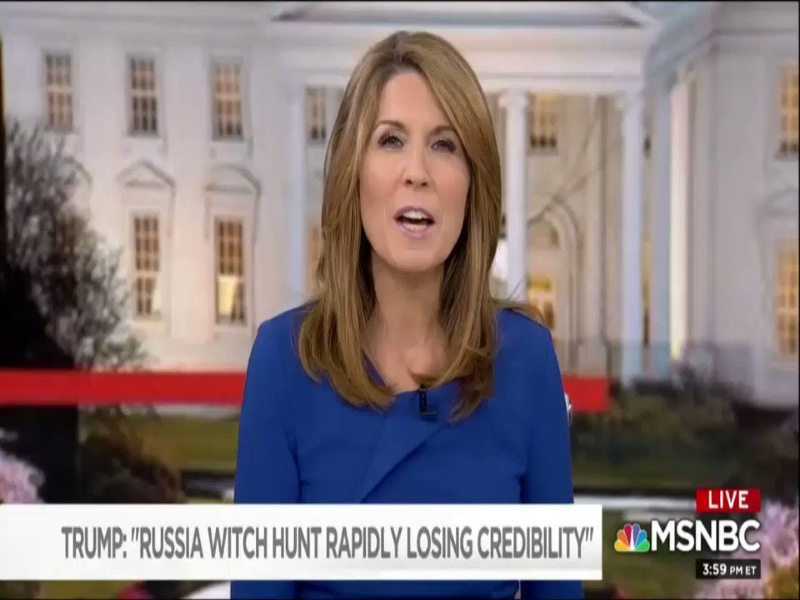 TRUMP: "RUSSIA WITCH HUNT RAPIDLY LOSING CREDIBILITY"
LIVE
MSNBC
3:59 PM ET